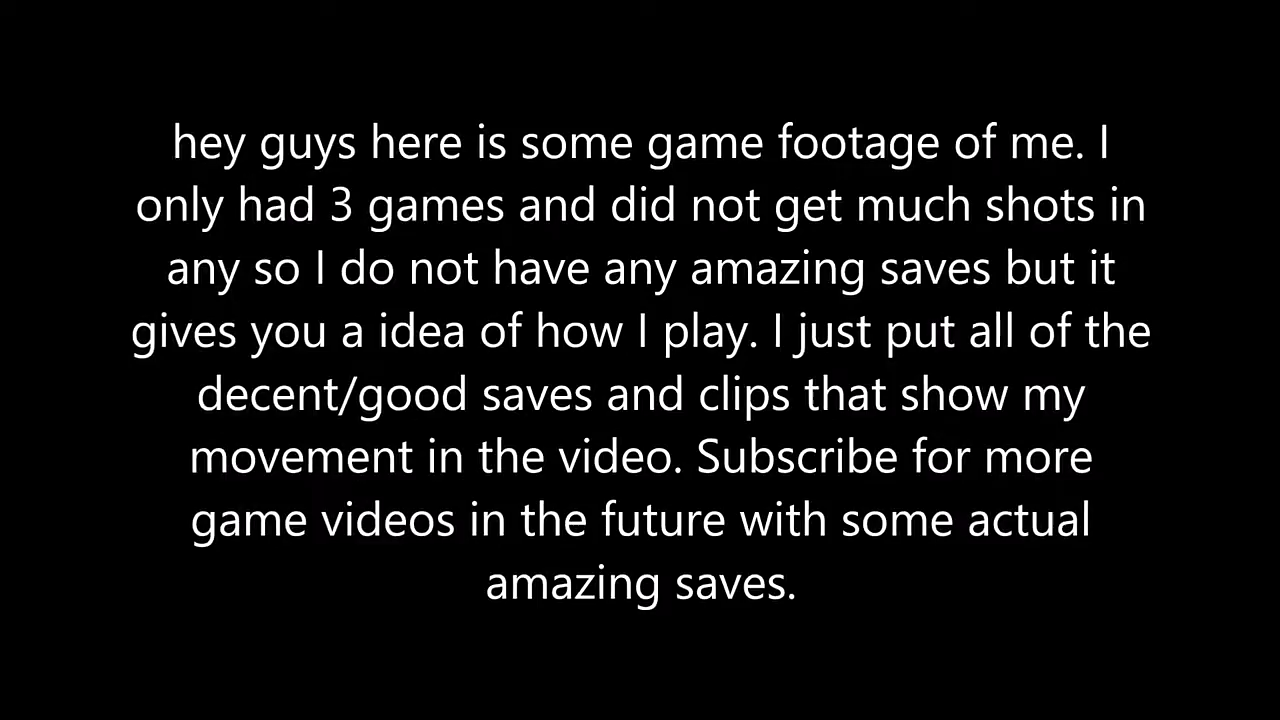 hey guys here is some game footage of me. I
only had 3 games and did not get much shots in
any so I do not have any amazing saves but it
gives you a idea of how I play. I just put all of the
decent/good saves and clips that show my
movement in the video. Subscribe for more
game videos in the future with some actual
amazing saves.